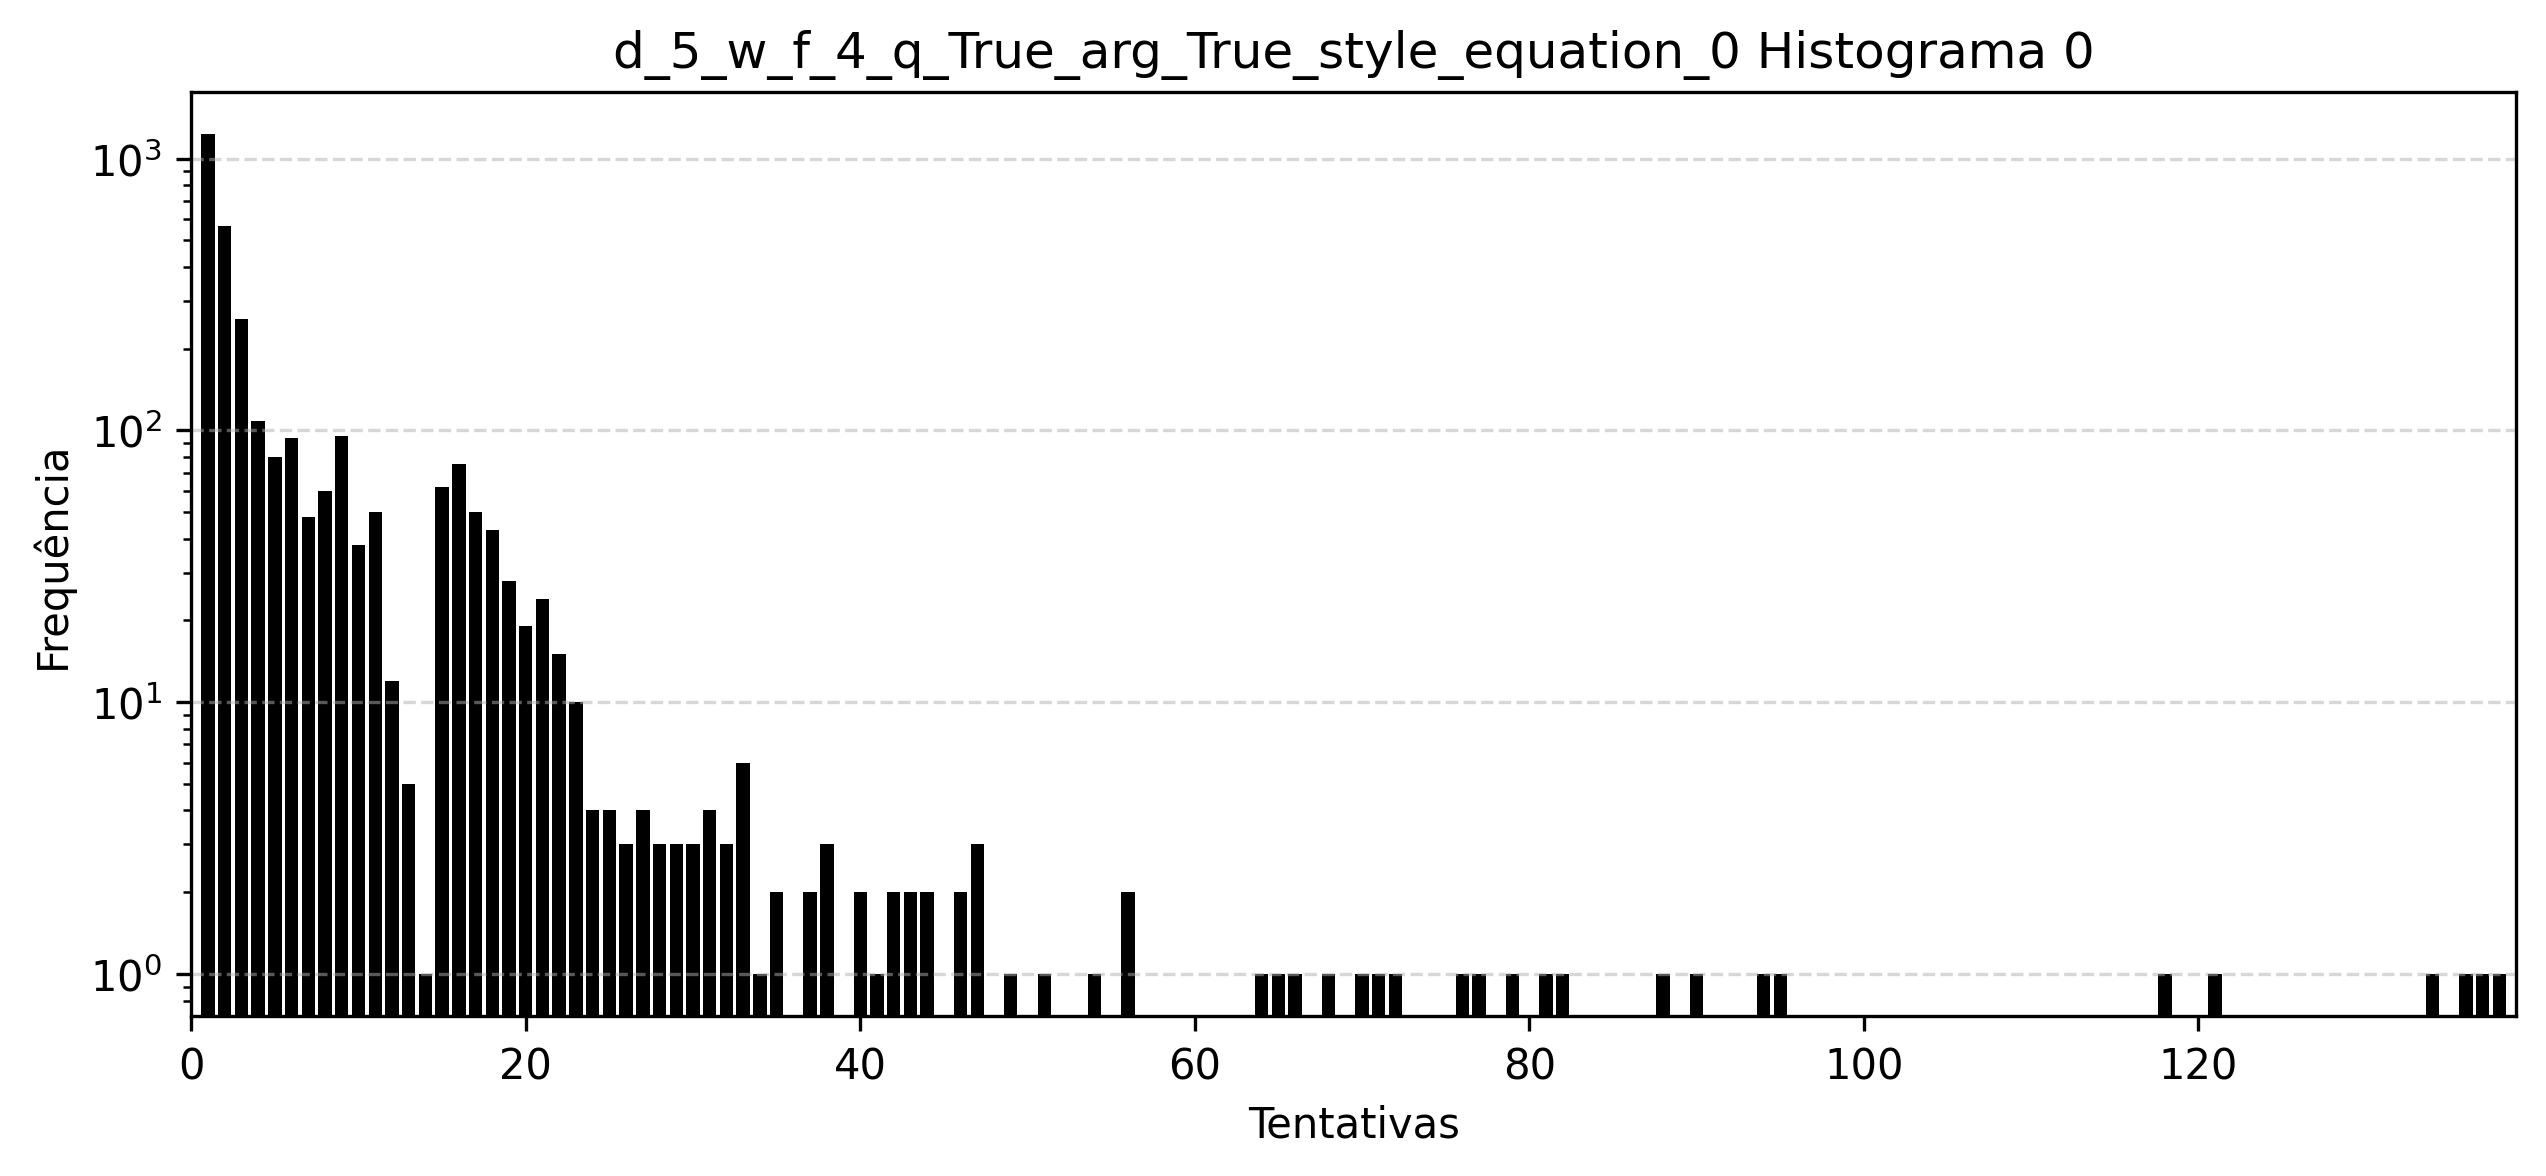 d_5_w_f_4_q_True_arg_True_style_equation_0 Histograma 0
10³
10²
10¹
10⁰
Frequência
0 20 40 60 80 100 120
Tentativas